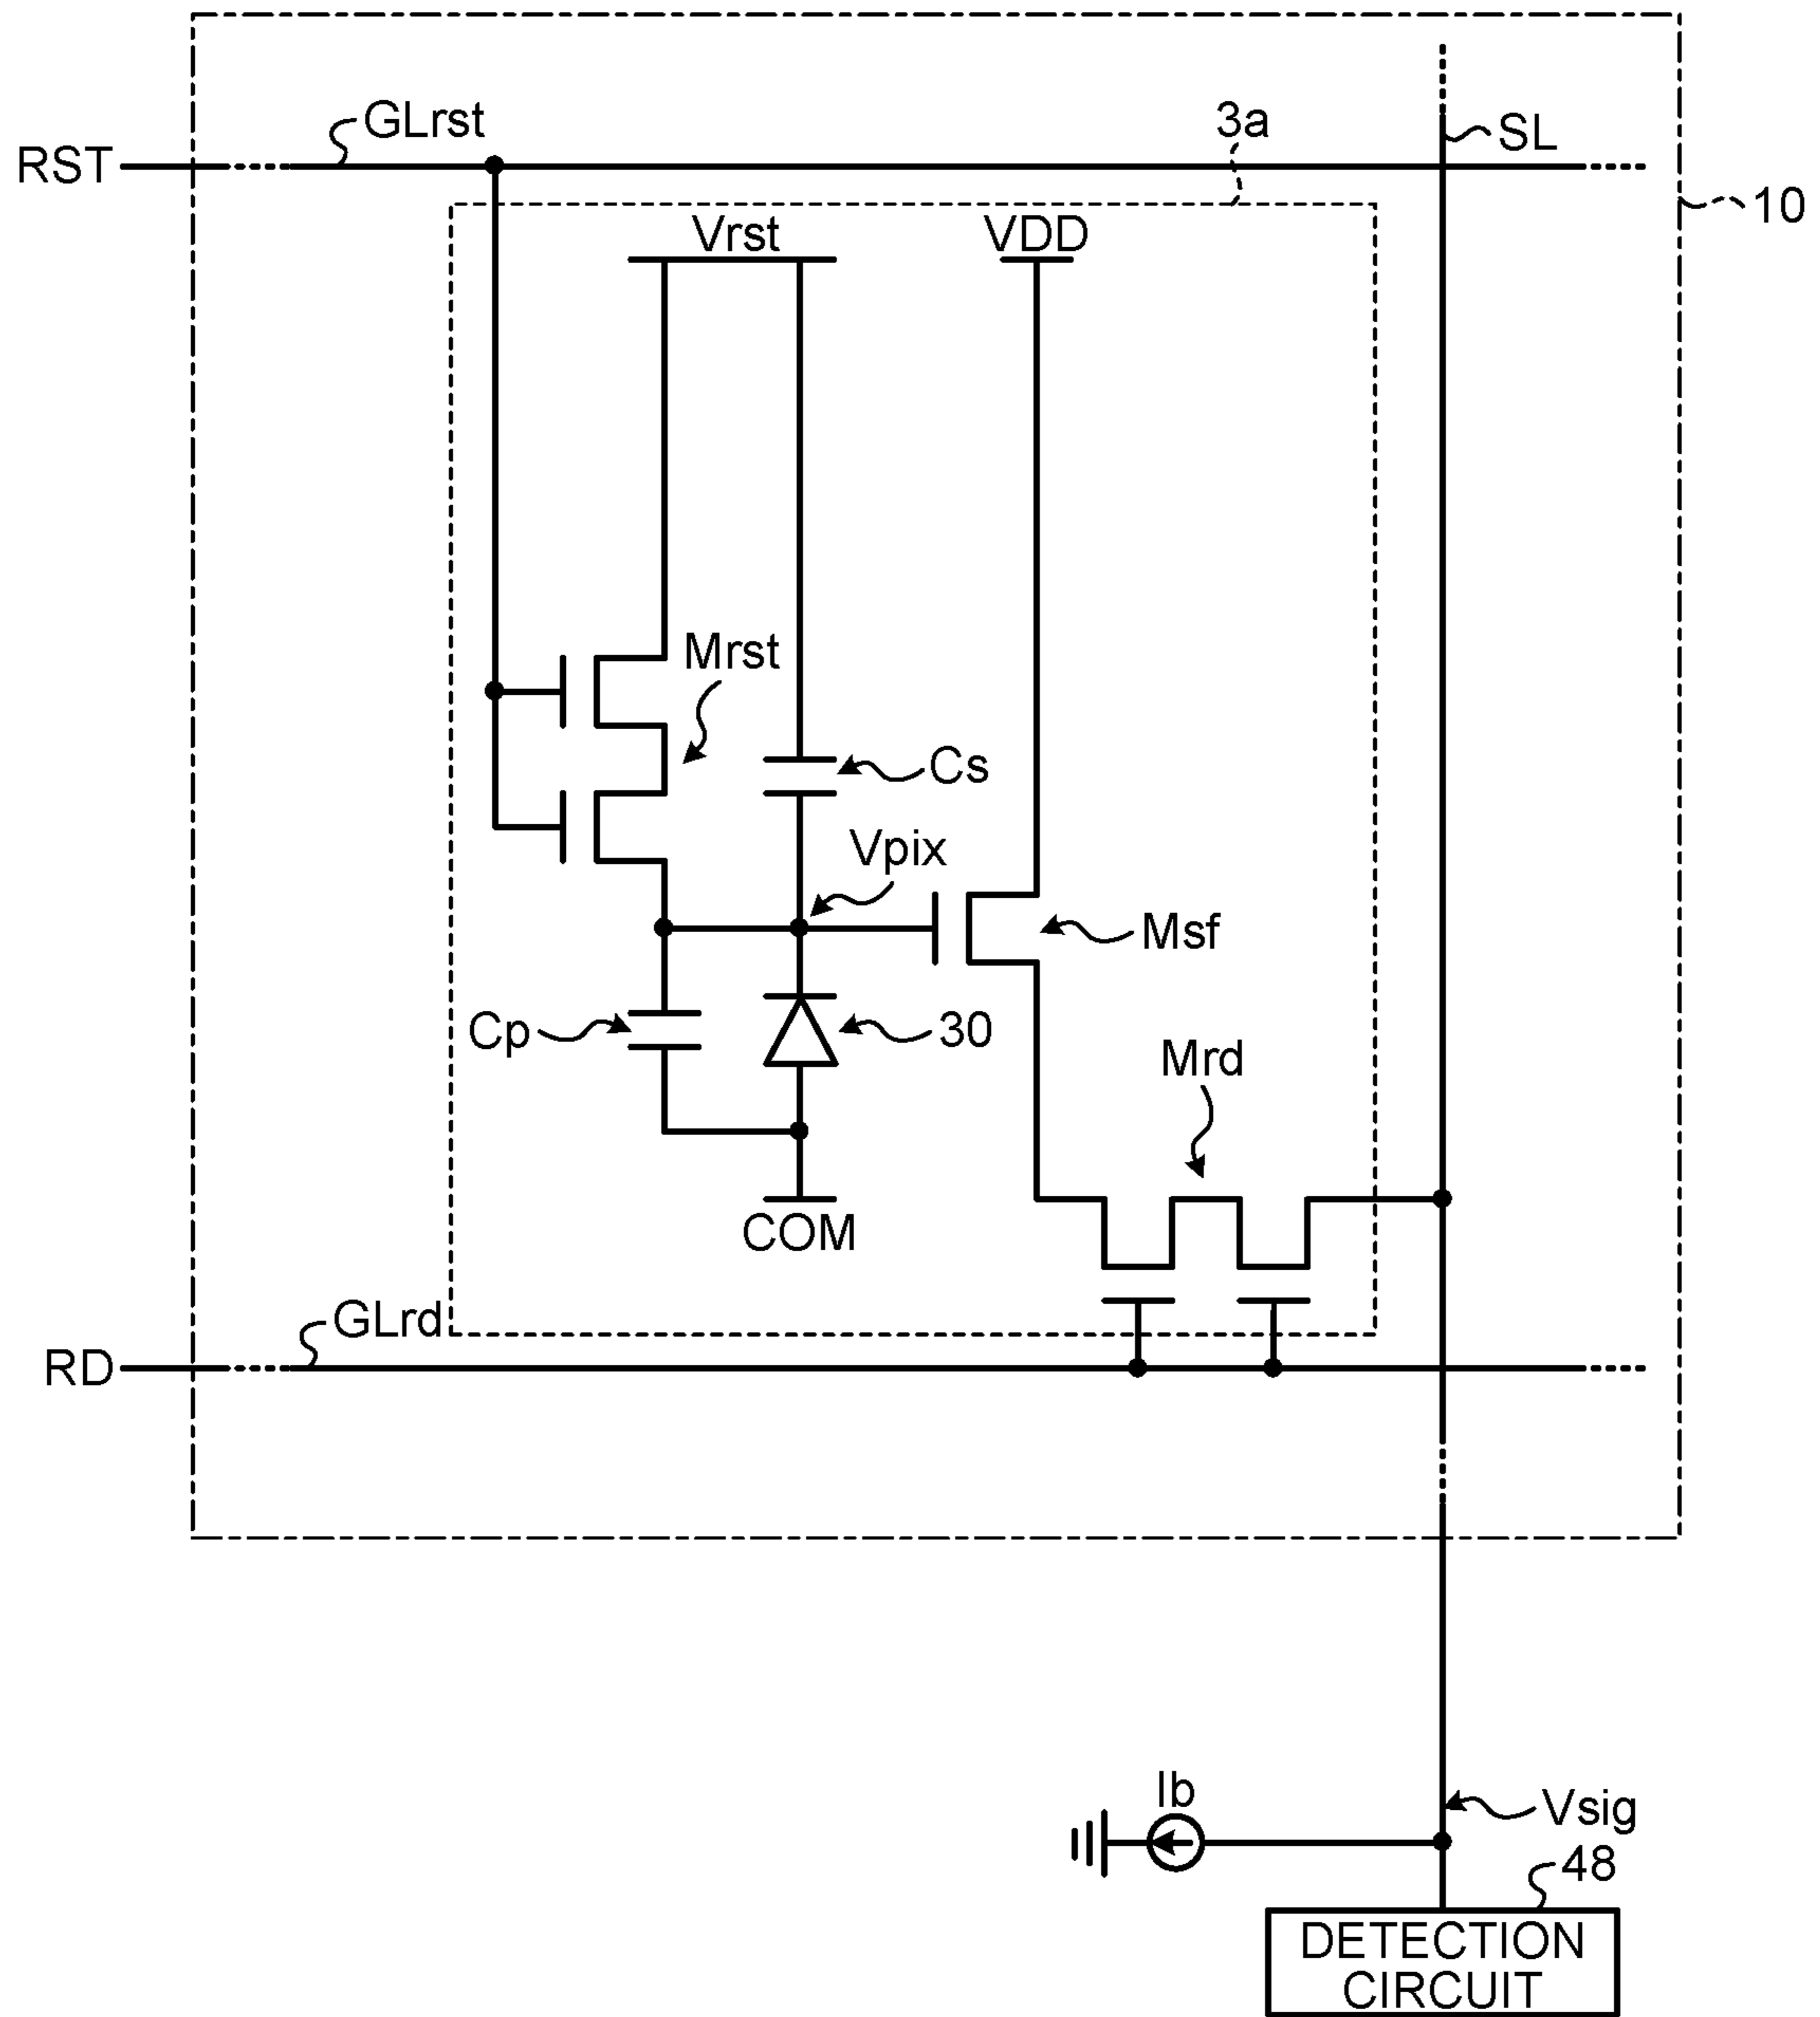 GLrst
3a
SL
RST
10
Vrst
VDD
Mrst
Cs
Vpix
Msf
Cp
30
Mrd
COM
GLrd
RD
Ib
Vsig
48
DETECTION
CIRCUIT